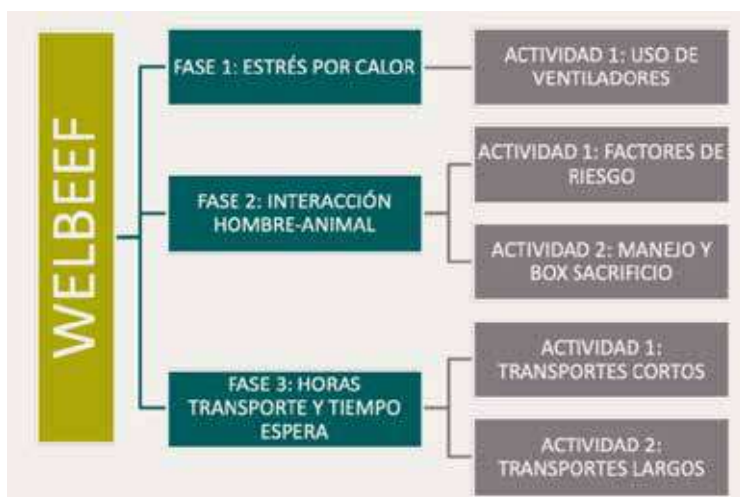 WELBEEF
FASE 1: ESTRÉS POR CALOR
ACTIVIDAD 1: USO DE
VENTILADORES
FASE 2: INTERACCIÓN
HOMBRE-ANIMAL
ACTIVIDAD 1: FACTORES DE
RIESGO
ACTIVIDAD 2: MANEJO Y
BOX SACRIFICIO
FASE 3: HORAS
TRANSPORTE Y TIEMPO
ESPERA
ACTIVIDAD 1:
TRANSPORTES CORTOS
ACTIVIDAD 2:
TRANSPORTES LARGOS